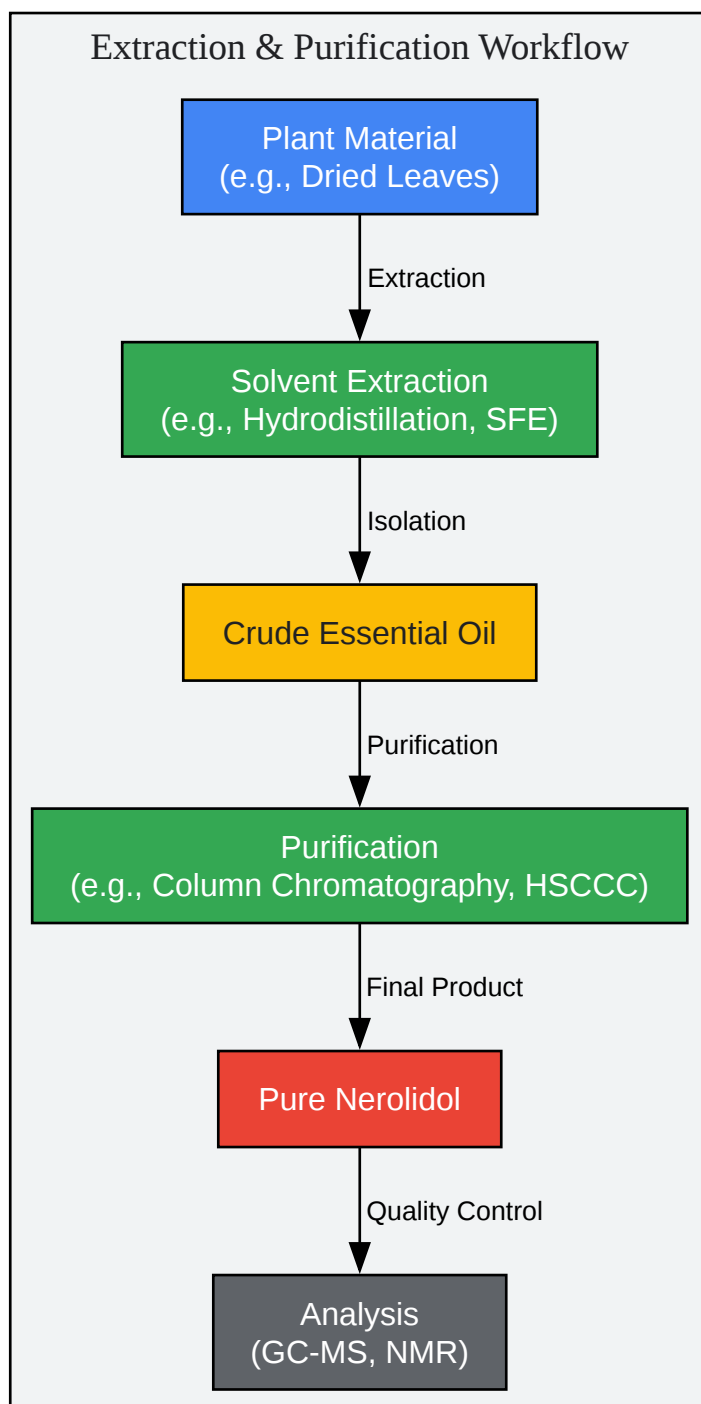 Extraction & Purification Workflow
Plant Material
(e.g., Dried Leaves)
Extraction
Solvent Extraction
(e.g., Hydrodistillation, SFE)
Isolation
Crude Essential Oil
Purification
Purification
(e.g., Column Chromatography, HSCCC)
Final Product
Pure Nerolidol
Quality Control
Analysis
(GC-MS, NMR)